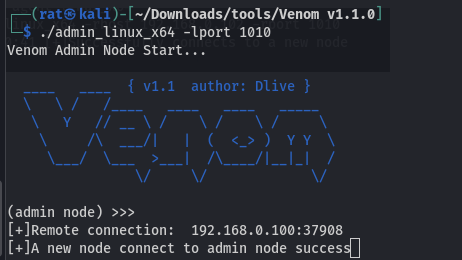 (rat㉿kali)-[~/Downloads/tools/Venom v1.1.0]
$ ./admin_linux_x64 -lport 1010
Venom Admin Node Start...
{ v1.1 author: Dlive }
Venom
(admin node) >>>
[+]Remote connection: 192.168.0.100:37908
[+]A new node connect to admin node success